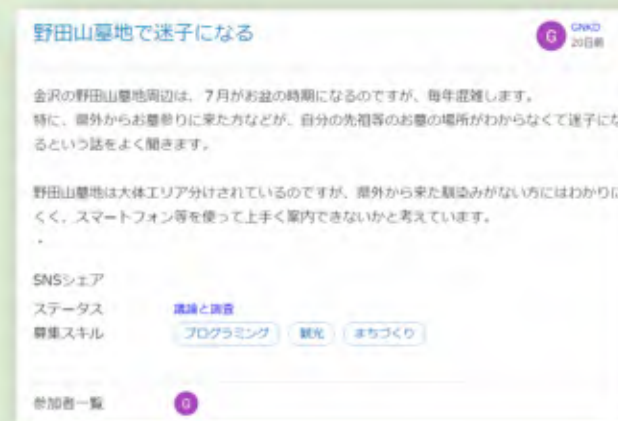 野田山墓地で迷子になる
G GNKD
20日前
金沢の野田山墓地周辺は、7月がお盆の時期になるのですが、毎年混雑します。
特に、県外からお墓参りに来た方などが、自分の先祖等のお墓の場所がわからなくて迷子にな
るという話をよく聞きます。
野田山墓地は大体エリア分けされているのですが、県外から来た馴染みがない方にはわかりに
くく、スマートフォン等を使って上手く案内できないかと考えています。
・
SNSシェア
ステータス 議論と調査
募集スキル プログラミング 観光 まちづくり
参加者一覧 G